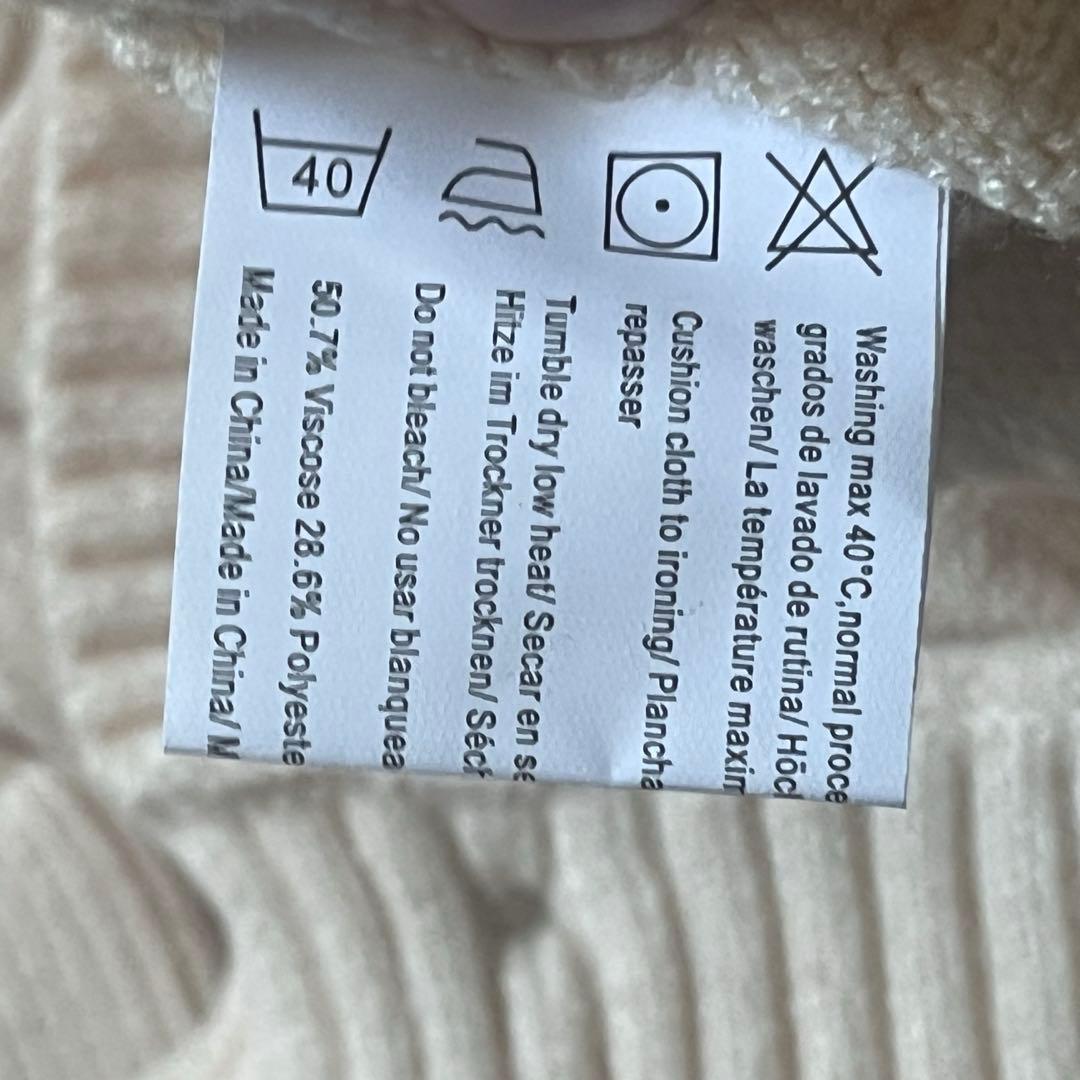 40
Washing max 40°C,normal proce
grados de lavado de rutina/ Höc
waschen/ La température maxim
Cushion cloth to ironing/ Plancha
repasser
Tumble dry low heat/ Secar en se
Hitze im Trockner trocknen/ Séch
Do not bleach/ No usar blanquea
50.7% Viscose 28.6% Polyeste
Made in China/Made in China/ M